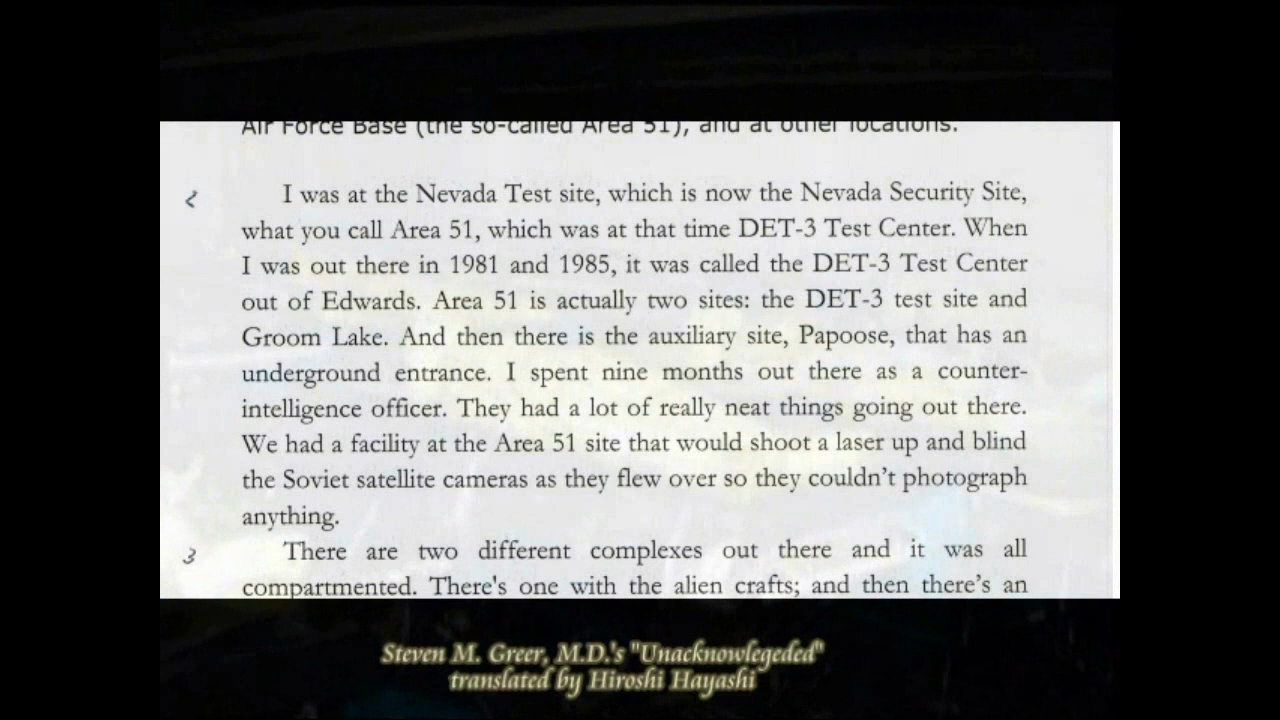 Air Force Base (the so-called Area 51), and at other locations.
2
I was at the Nevada Test site, which is now the Nevada Security Site,
what you call Area 51, which was at that time DET-3 Test Center. When
I was out there in 1981 and 1985, it was called the DET-3 Test Center
out of Edwards. Area 51 is actually two sites: the DET-3 test site and
Groom Lake. And then there is the auxiliary site, Papoose, that has an
underground entrance. I spent nine months out there as a counter-
intelligence officer. They had a lot of really neat things going out there.
We had a facility at the Area 51 site that would shoot a laser up and blind
the Soviet satellite cameras as they flew over so they couldn't photograph
anything.
3
There are two different complexes out there and it was all
compartmented. There's one with the alien crafts; and then there's an
Steven M. Greer, M.D.'s "Unacknowlegeded"
translated by Hiroshi Hayashi